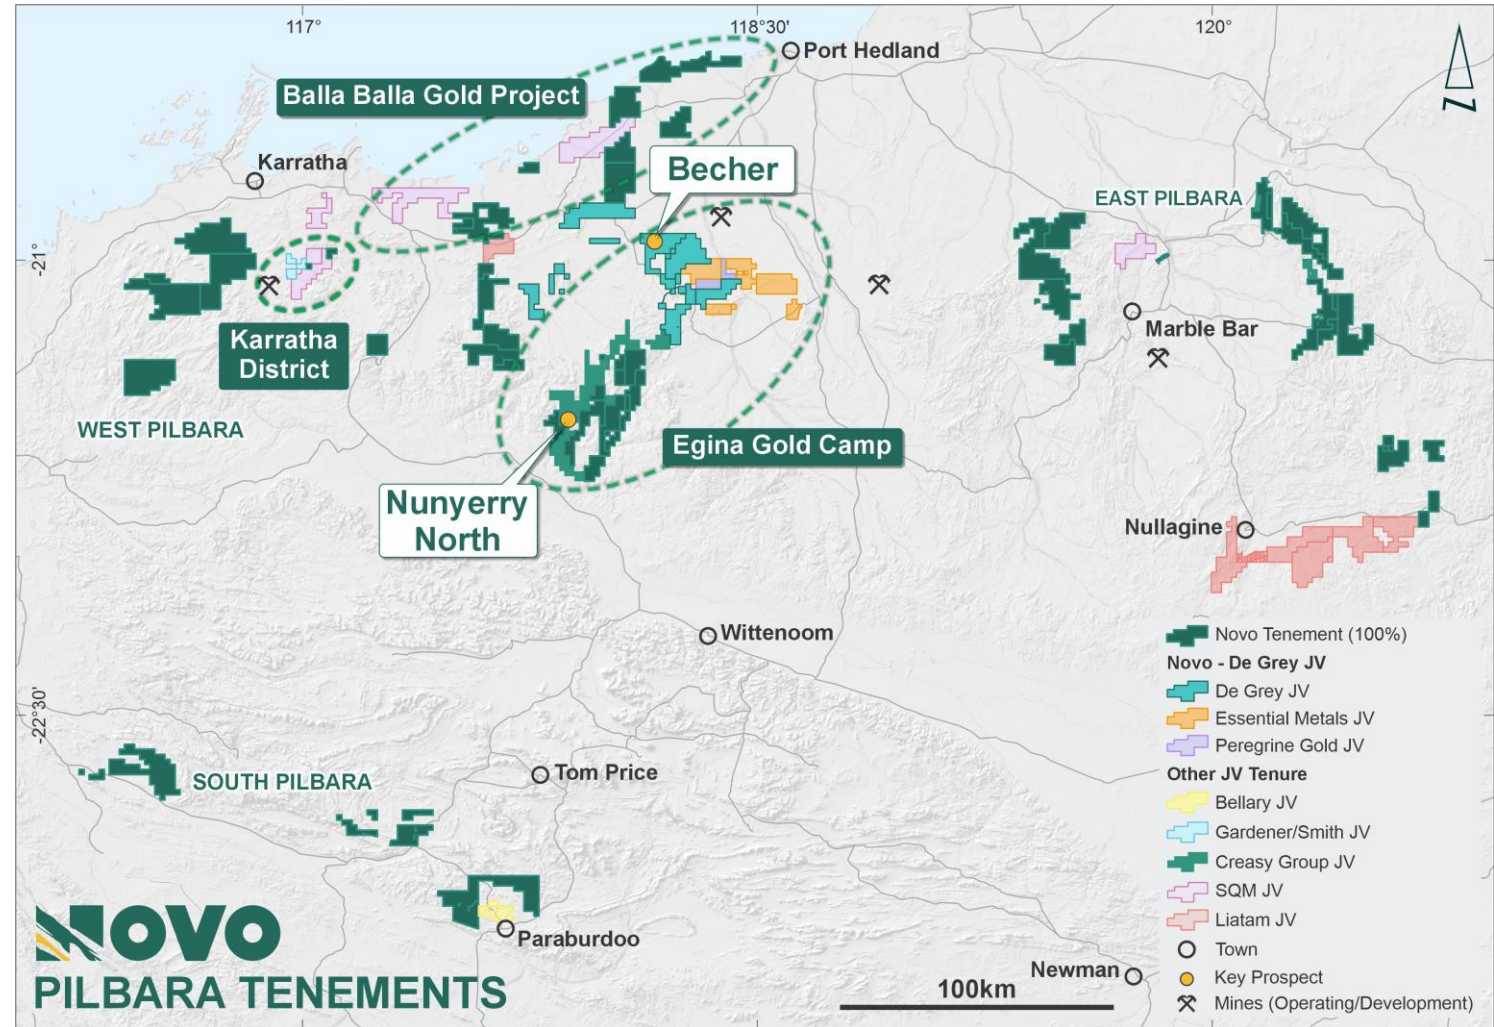 117°
118°30'
120°
Port Hedland
Balla Balla Gold Project
N
Karratha
Becher
EAST PILBARA
-21°
Karratha
District
Marble Bar
WEST PILBARA
Egina Gold Camp
Nunyerry
North
Nullagine
Wittenoom
-22°30'
SOUTH PILBARA
Tom Price
Paraburdoo
Newman
100km
NOVO
PILBARA TENEMENTS
Novo Tenement (100%)
Novo - De Grey JV
De Grey JV
Essential Metals JV
Peregrine Gold JV
Other JV Tenure
Bellary JV
Gardener/Smith JV
Creasy Group JV
SQM JV
Liatam JV
Town
Key Prospect
Mines (Operating/Development)